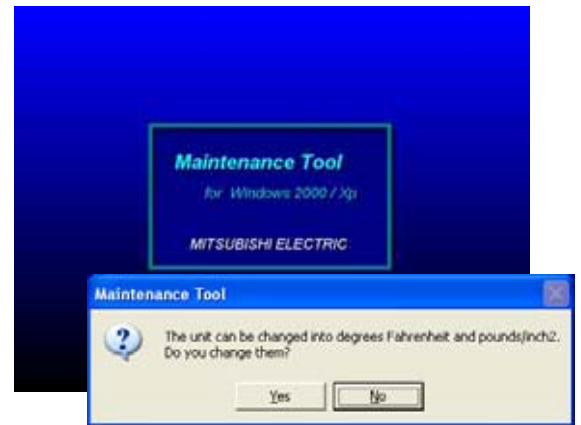 Maintenance Tool
for Windows 2000 / Xp
MITSUBISHI ELECTRIC
Maintenance Tool
The unit can be changed into degrees Fahrenheit and pounds/inch2.
Do you change them?
Yes
No